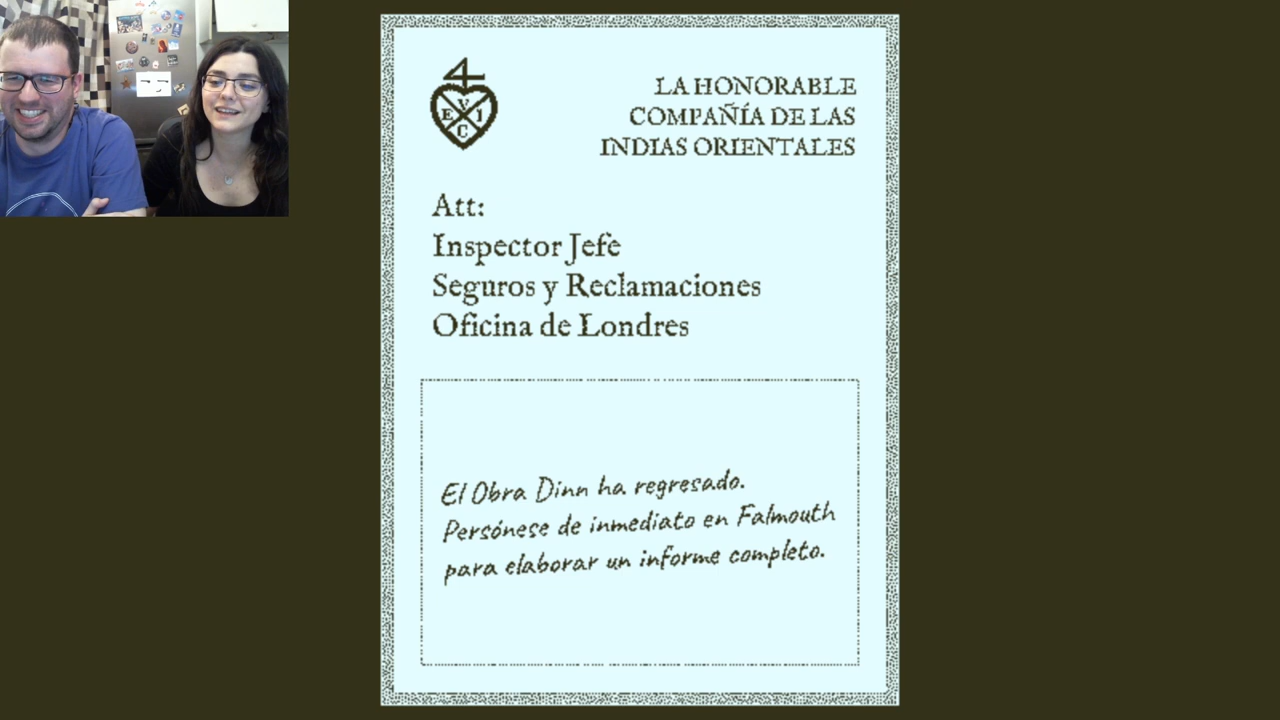 4
V
E I
C
LA HONORABLE
COMPAÑÍA DE LAS
INDIAS ORIENTALES
Att:
Inspector Jefe
Seguros y Reclamaciones
Oficina de Londres
El Obra Dinn ha regresado.
Persónese de inmediato en Falmouth
para elaborar un informe completo.